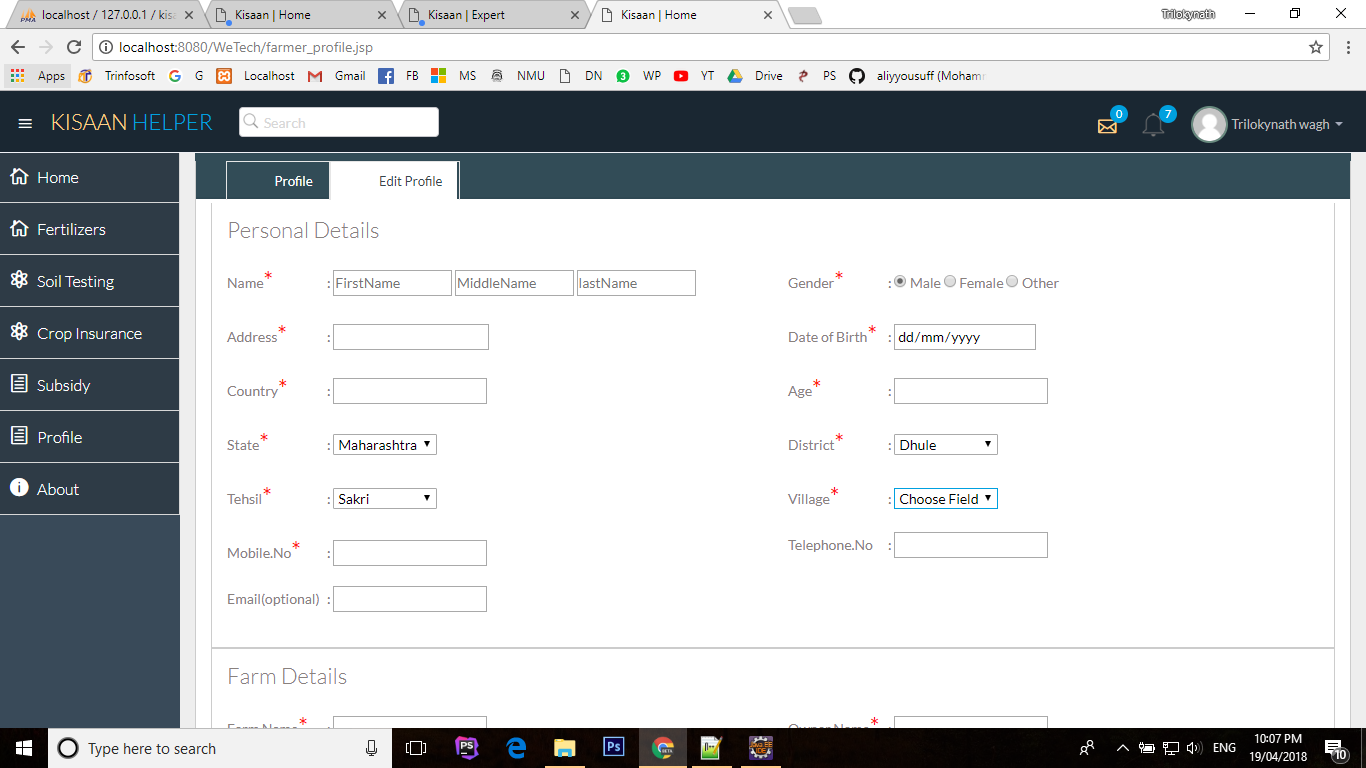 localhost / 127.0.0.1 / kis
Kisaan | Home
Kisaan | Expert
Kisaan | Home
Trilokynath
localhost:8080/WeTech/farmer_profile.jsp
Apps Trinfosoft G Localhost Gmail FB MS NMU DN WP YT Drive PS aliyyousuff (Mohamm
KISAAN HELPER
Search
0
7
Trilokynath wagh
Home
Fertilizers
Soil Testing
Crop Insurance
Subsidy
Profile
About
Profile
Edit Profile
Personal Details
Name* : FirstName MiddleName lastName
Gender* : Male Female Other
Address* :
Date of Birth* : dd/mm/yyyy
Country* :
Age* :
State* : Maharashtra
District* : Dhule
Tehsil* : Sakri
Village* : Choose Field
Mobile.No* :
Telephone.No :
Email(optional) :
Farm Details
Farm Name*
Owner Name*
Type here to search
ENG
10:07 PM
19/04/2018
10